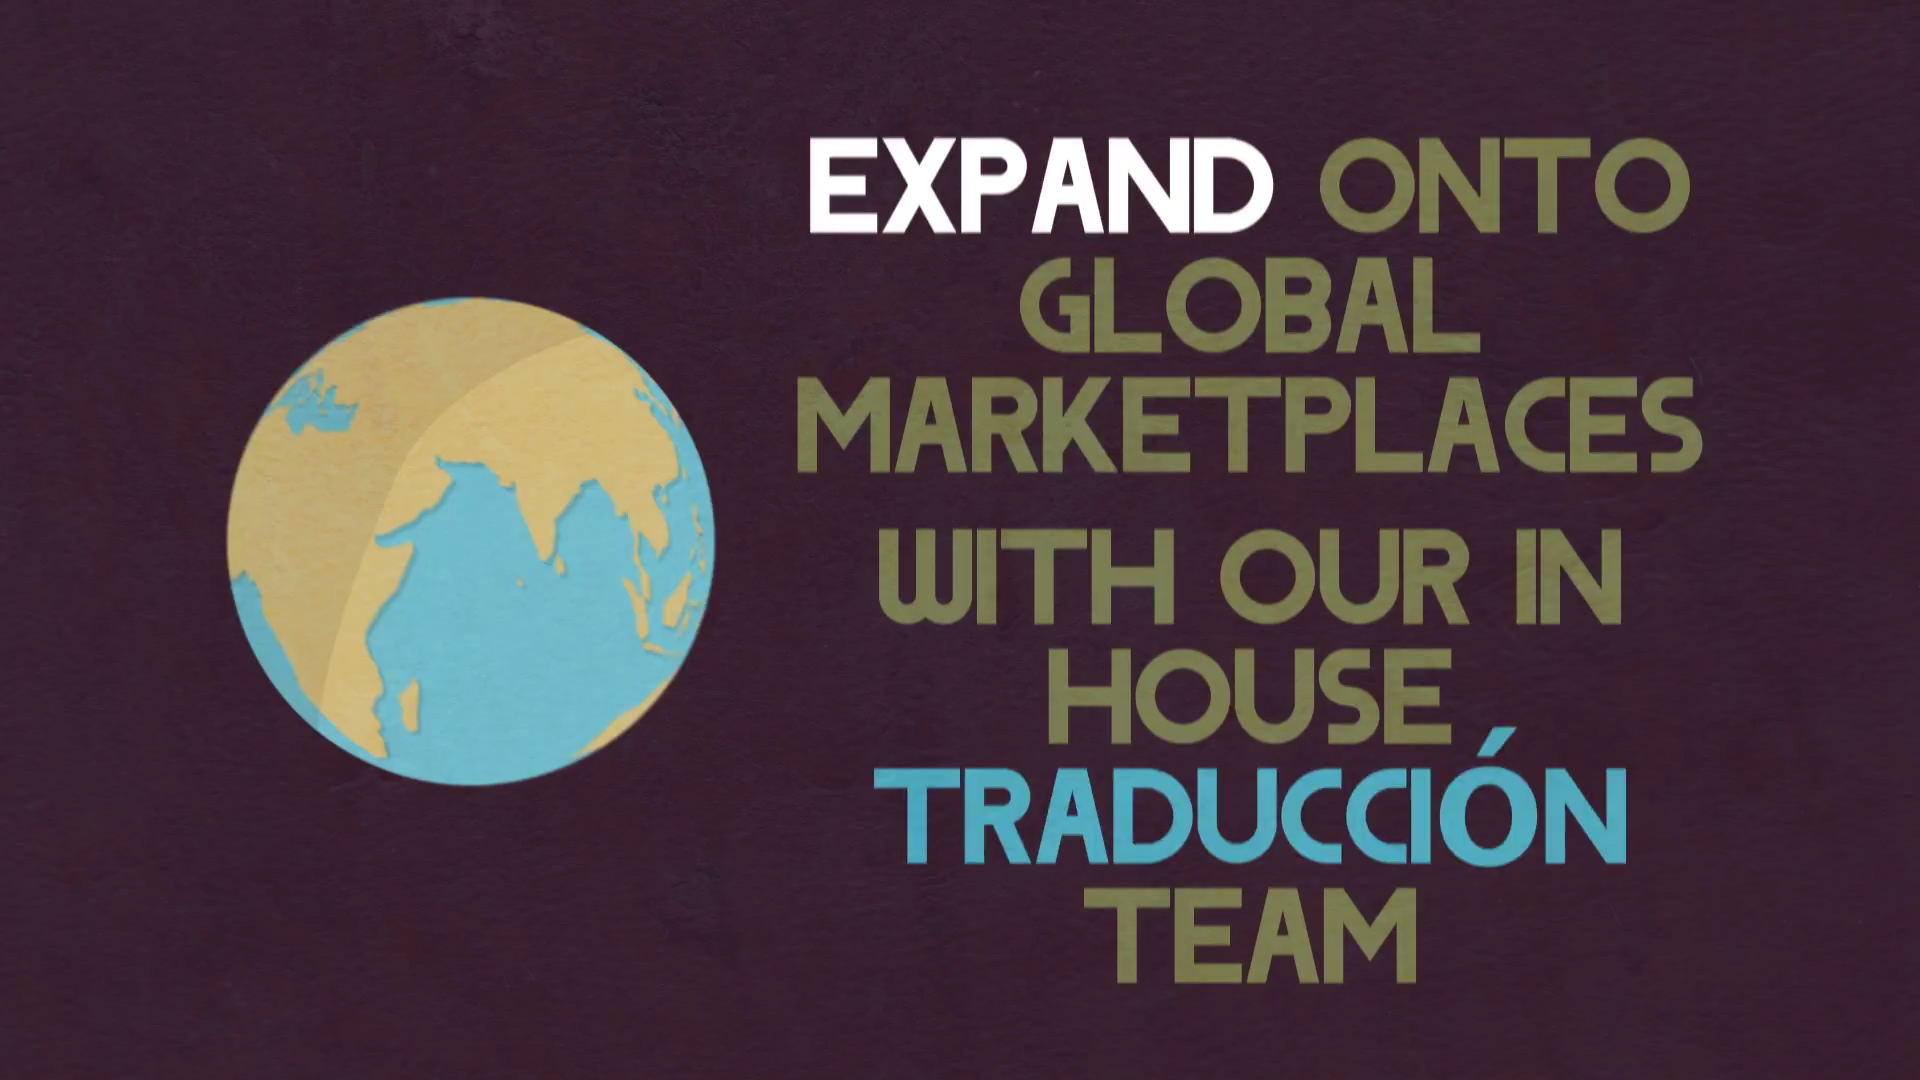 EXPAND ONTO
GLOBAL
MARKETPLACES
WITH OUR IN
HOUSE
TRADUCCIÓN
TEAM